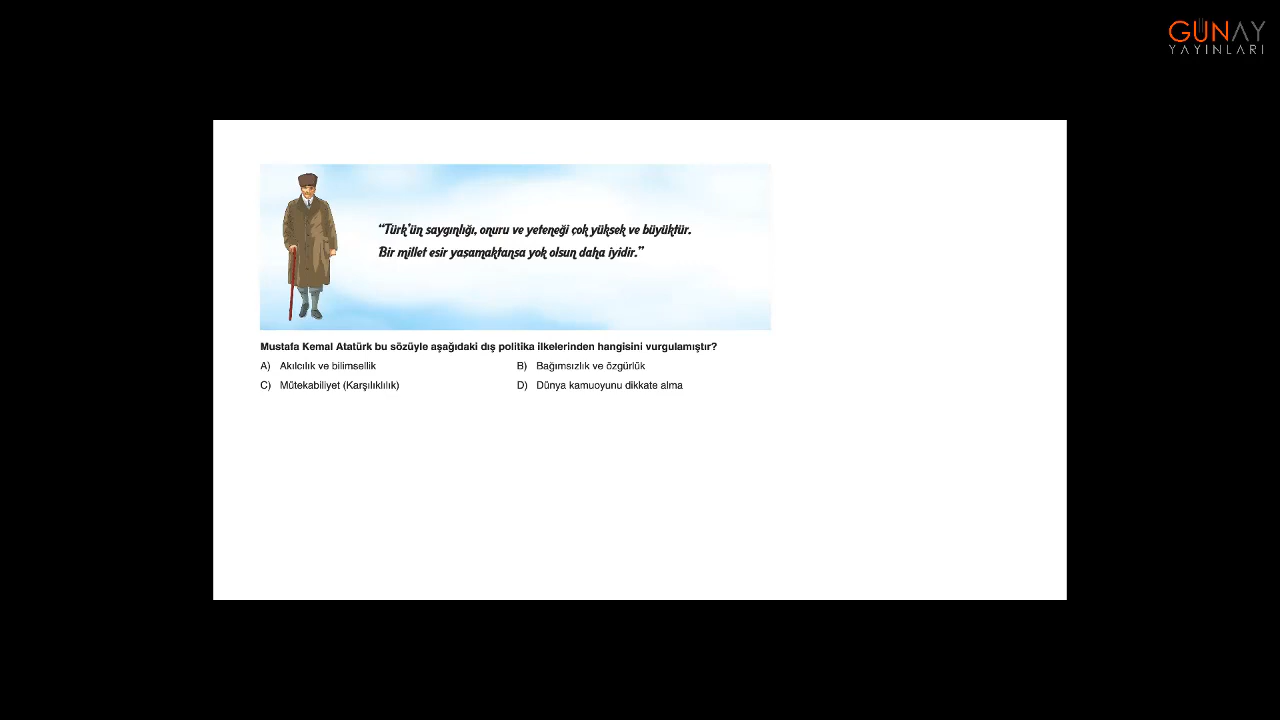 GÜNAY
YAYINLARI
“Türk’ün saygınlığı, onuru ve yeteneği çok yüksek ve büyüktür.
Bir millet esir yaşamaktansa yok olsun daha iyidir.”
Mustafa Kemal Atatürk bu sözüyle aşağıdaki dış politika ilkelerinden hangisini vurgulamıştır?
A) Akılcılık ve bilimsellik B) Bağımsızlık ve özgürlük
C) Mütekabiliyet (Karşılıklılık) D) Dünya kamuoyunu dikkate alma